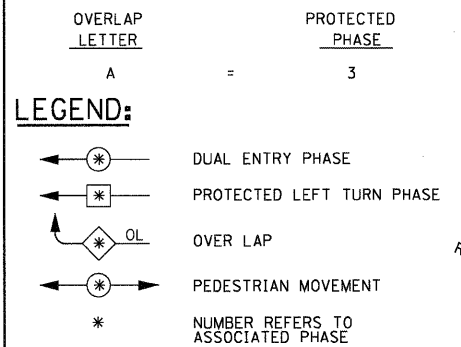 OVERLAP LETTER PROTECTED PHASE
A = 3
LEGEND:
* DUAL ENTRY PHASE
* PROTECTED LEFT TURN PHASE
* OL OVER LAP
* PEDESTRIAN MOVEMENT
* NUMBER REFERS TO
ASSOCIATED PHASE